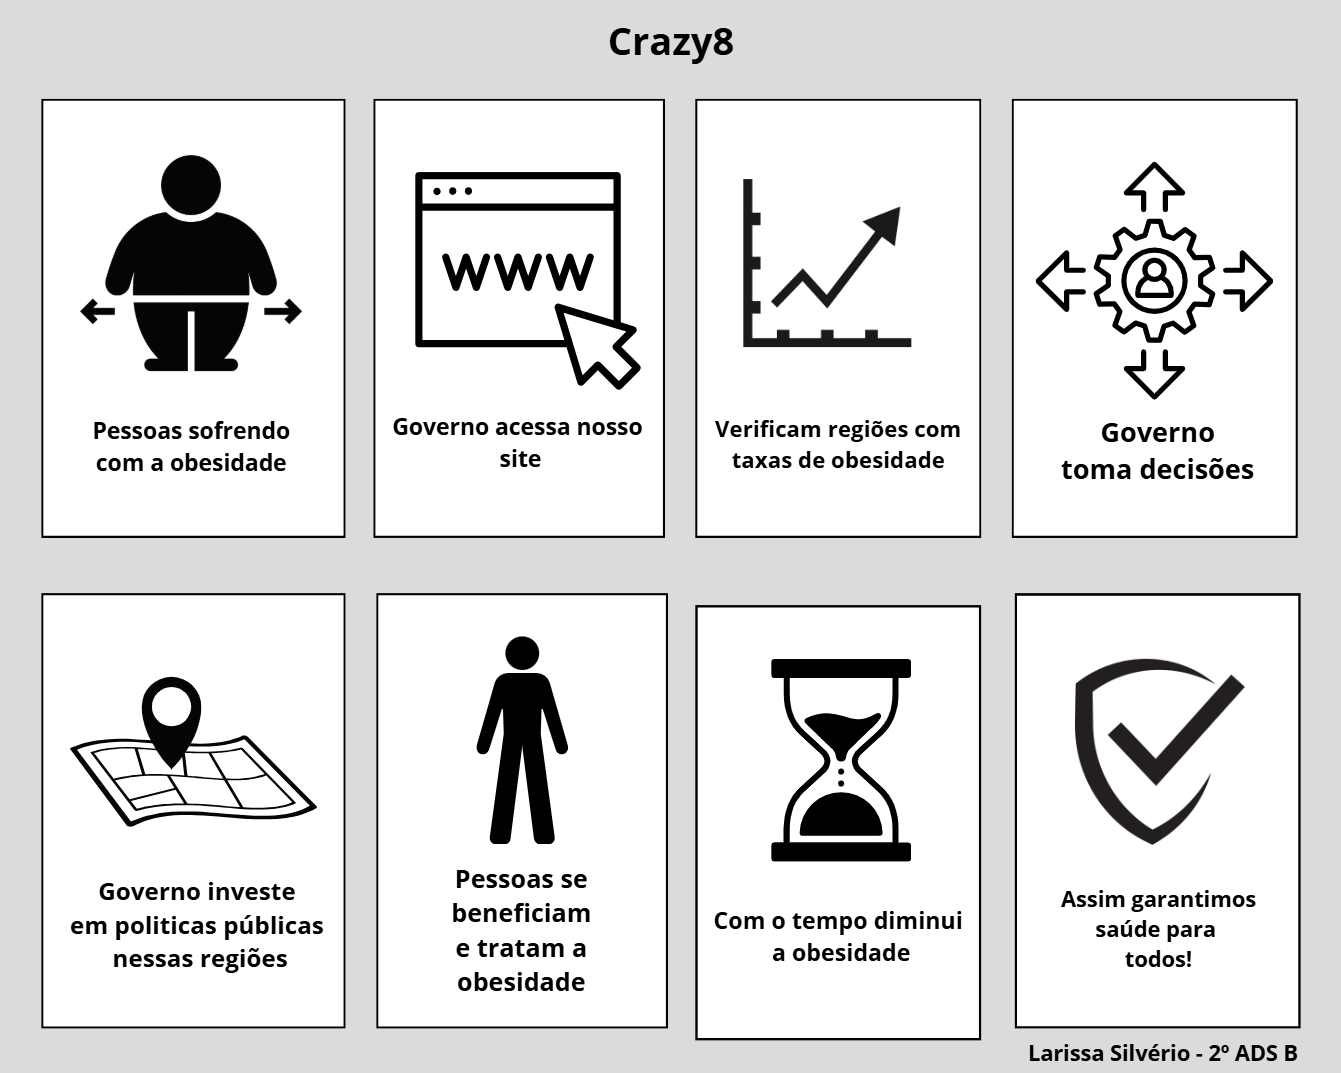 Crazy8
WWW
Pessoas sofrendo
com a obesidade
Governo acessa nosso
site
Verificam regiões com
taxas de obesidade
Governo
toma decisões
Governo investe
em politicas públicas
nessas regiões
Pessoas se
beneficiam
e tratam a
obesidade
Com o tempo diminui
a obesidade
Assim garantimos
saúde para
todos!
Larissa Silvério - 2º ADS B